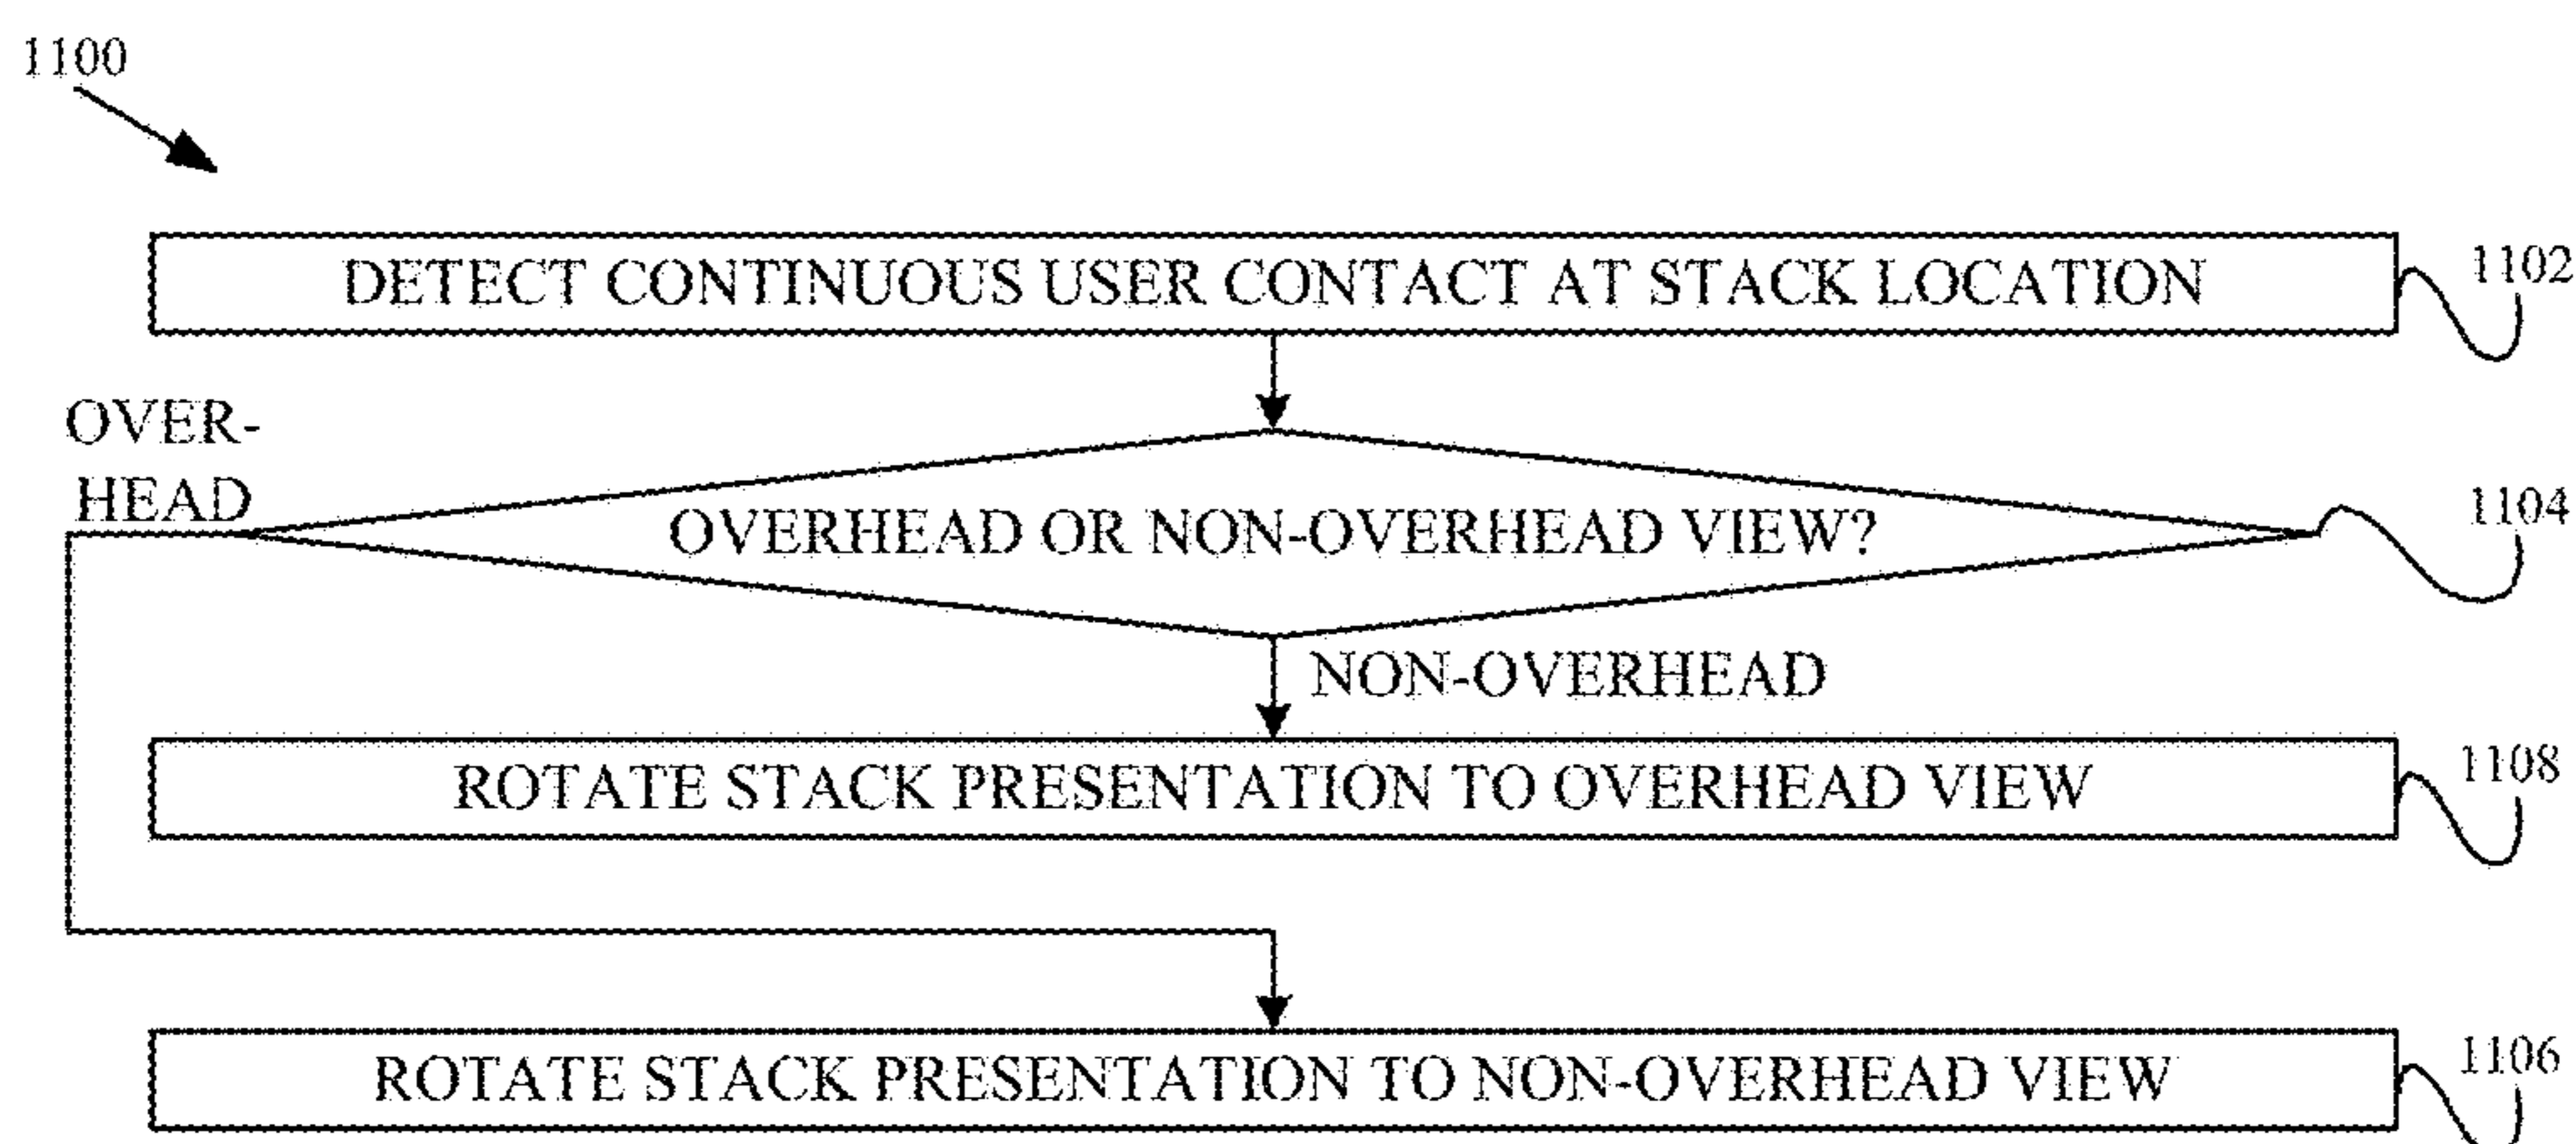 1100
DETECT CONTINUOUS USER CONTACT AT STACK LOCATION
1102
OVER-
HEAD
OVERHEAD OR NON-OVERHEAD VIEW?
1104
NON-OVERHEAD
ROTATE STACK PRESENTATION TO OVERHEAD VIEW
1108
ROTATE STACK PRESENTATION TO NON-OVERHEAD VIEW
1106